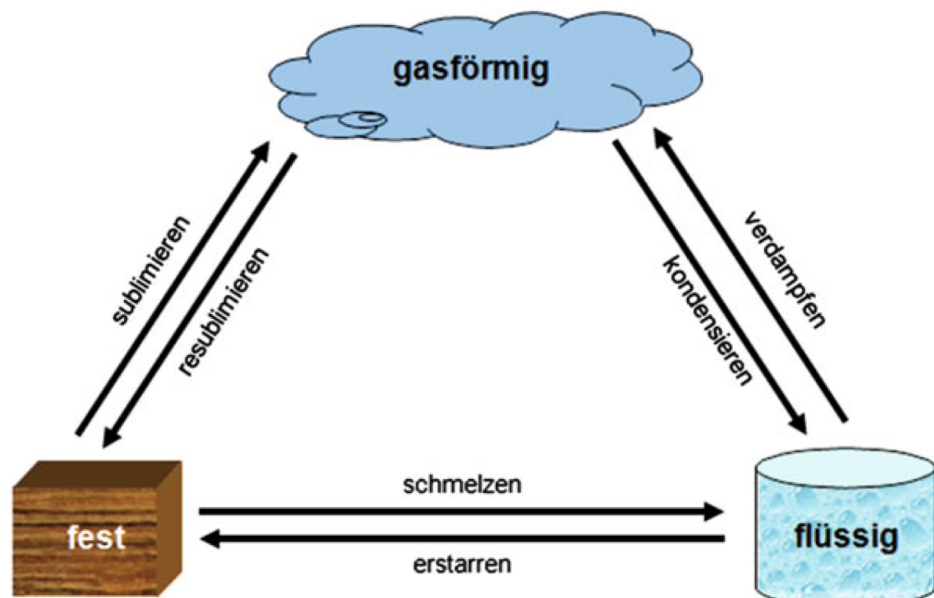 gasförmig
sublimieren
resublimieren
kondensieren
verdampfen
schmelzen
fest
erstarren
flüssig